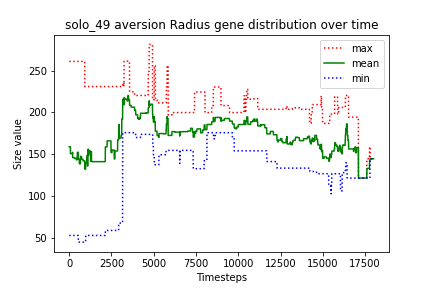 solo_49 aversion Radius gene distribution over time
max
mean
min
Size value
250
200
150
100
50
0
2500
5000
7500
10000
12500
15000
17500
Timesteps